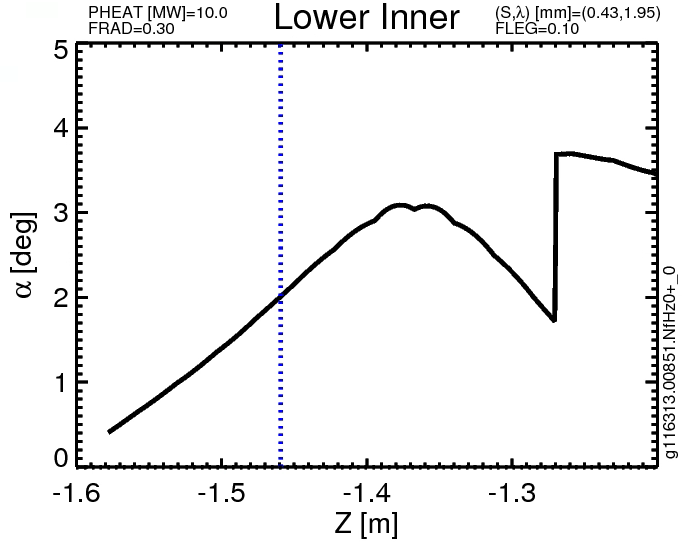 PHEAT [MW]=10.0
FRAD=0.30
Lower Inner
(S,λ) [mm]=(0.43,1.95)
FLEG=0.10
5
4
3
2
1
0
α [deg]
-1.6 -1.5 -1.4 -1.3
Z [m]
g116313.00851.NfHz0+_0